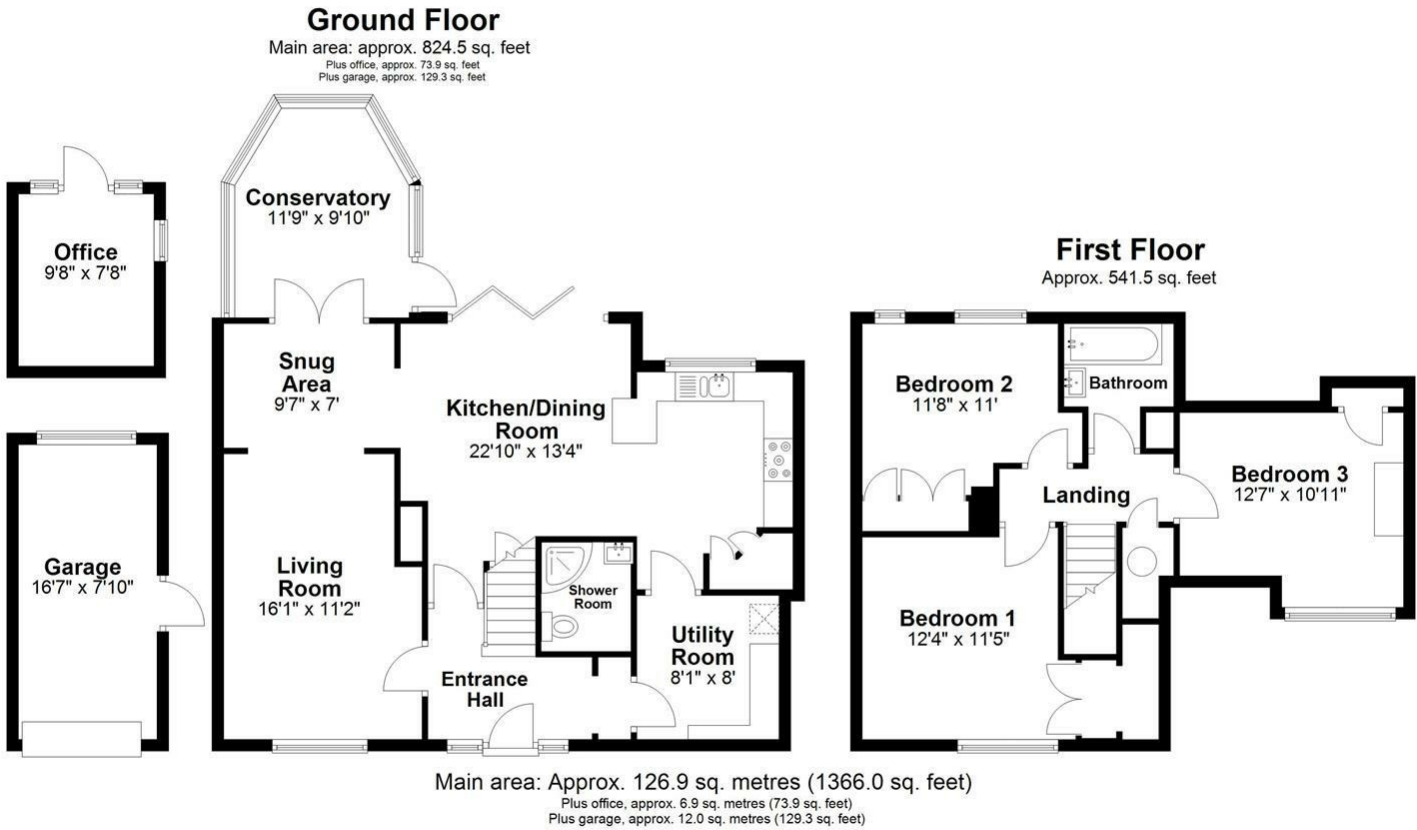 Ground Floor
Main area: approx. 824.5 sq. feet
Plus office, approx. 73.9 sq. feet
Plus garage, approx. 129.3 sq. feet
Conservatory
11'9" x 9'10"
Office
9'8" x 7'8"
Snug
Area
9'7" x 7'
Kitchen/Dining
Room
22'10" x 13'4"
Garage
16'7" x 7'10"
Living
Room
16'1" x 11'2"
Shower
Room
Utility
Room
8'1" x 8'
Entrance
Hall
First Floor
Approx. 541.5 sq. feet
Bedroom 2
11'8" x 11'
Bathroom
Landing
Bedroom 3
12'7" x 10'11"
Bedroom 1
12'4" x 11'5"
Main area: Approx. 126.9 sq. metres (1366.0 sq. feet)
Plus office, approx. 6.9 sq. metres (73.9 sq. feet)
Plus garage, approx. 12.0 sq. metres (129.3 sq. feet)